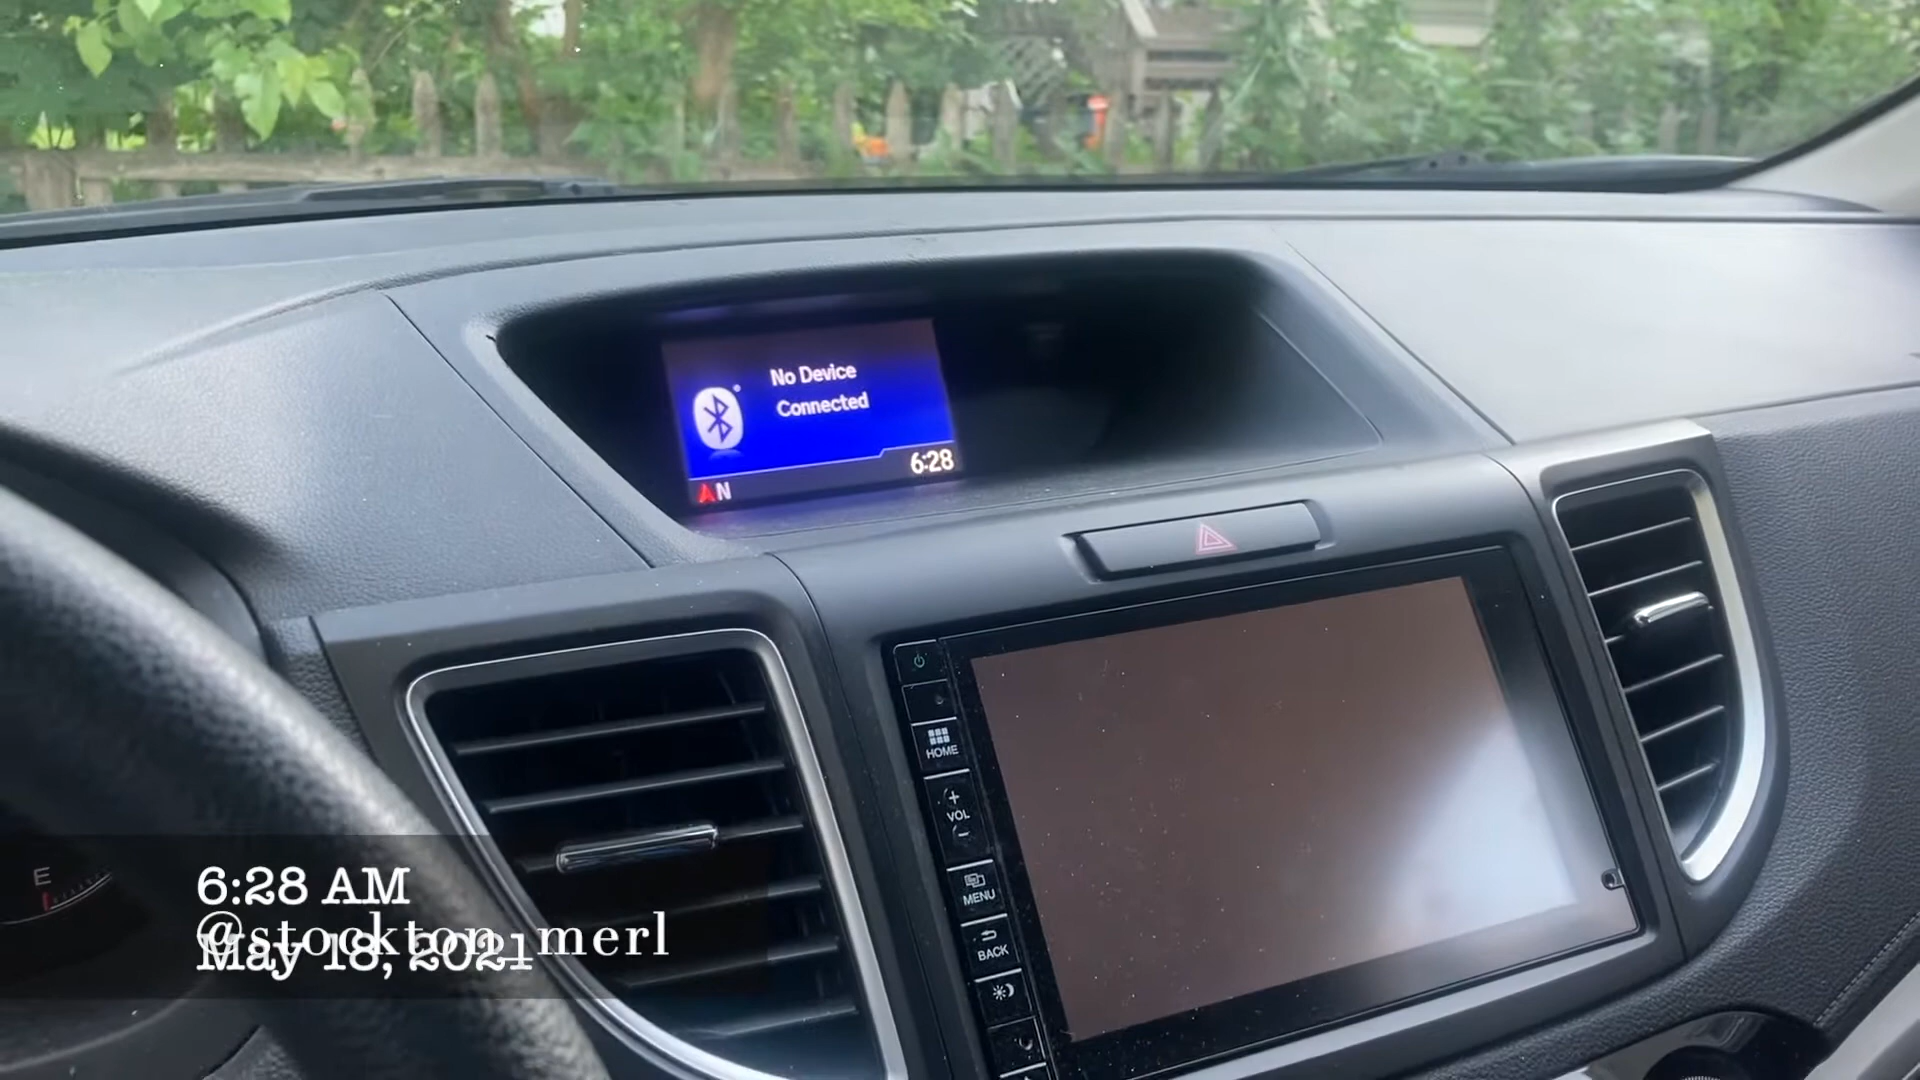 No Device
Connected
6:28
N
HOME
+
VOL
−
MENU
BACK
E
6:28 AM
@stockton_merl
May 18, 2021